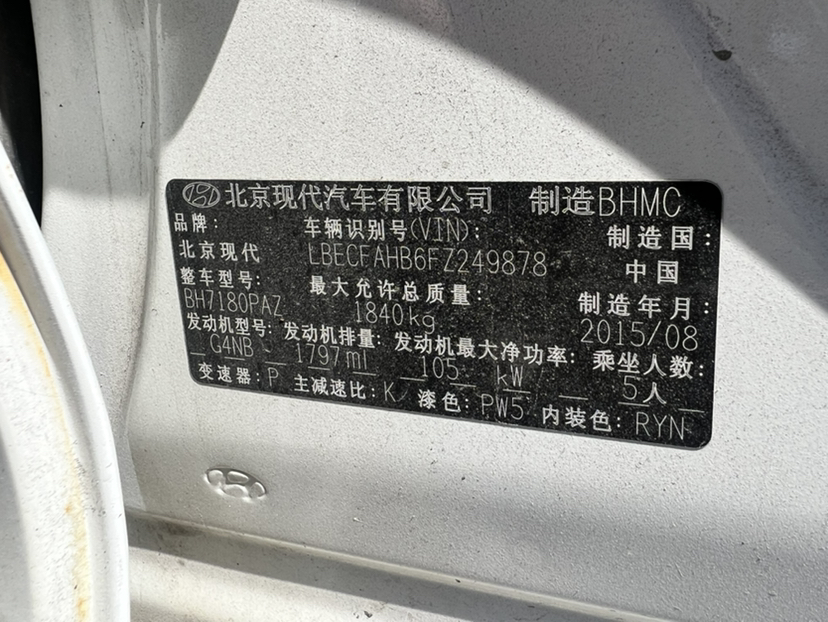 北京现代汽车有限公司 制造BHMC
品牌: 车辆识别号(VIN): 制造国:
北京现代 LBECFAHB6FZ249878 中国
整车型号: 最大允许总质量: 制造年月:
BH7180PAZ 1840kg 2015/08
发动机型号: 发动机排量: 发动机最大净功率: 乘坐人数:
G4NB 1797ml 105 kW 5人
变速器:P 主减速比:K 漆色:PW5 内装色:RYN